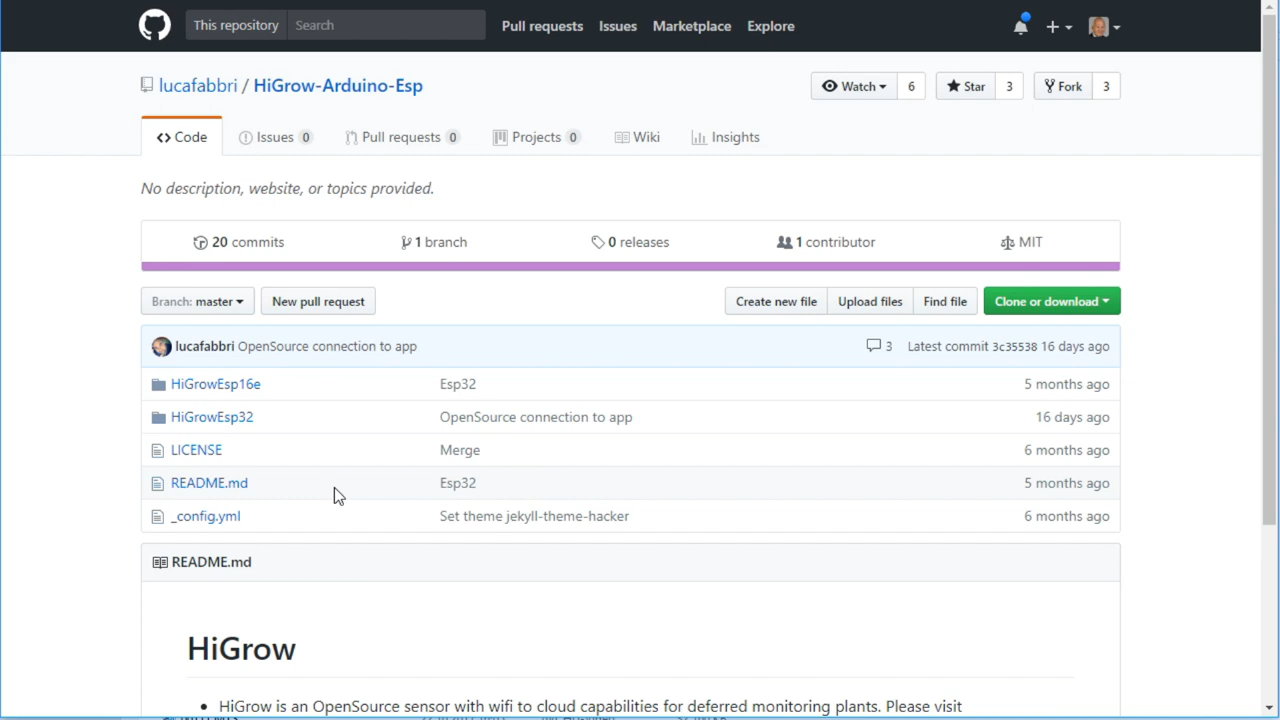 This repository Search Pull requests Issues Marketplace Explore
lucafabbri / HiGrow-Arduino-Esp Watch 6 Star 3 Fork 3
Code Issues 0 Pull requests 0 Projects 0 Wiki Insights
No description, website, or topics provided.
20 commits 1 branch 0 releases 1 contributor MIT
Branch: master New pull request Create new file Upload files Find file Clone or download
lucafabbri OpenSource connection to app 3 Latest commit 3c35538 16 days ago
HiGrowEsp16e Esp32 5 months ago
HiGrowEsp32 OpenSource connection to app 16 days ago
LICENSE Merge 6 months ago
README.md Esp32 5 months ago
_config.yml Set theme jekyll-theme-hacker 6 months ago
README.md
HiGrow
• HiGrow is an OpenSource sensor with wifi to cloud capabilities for deferred monitoring plants. Please visit